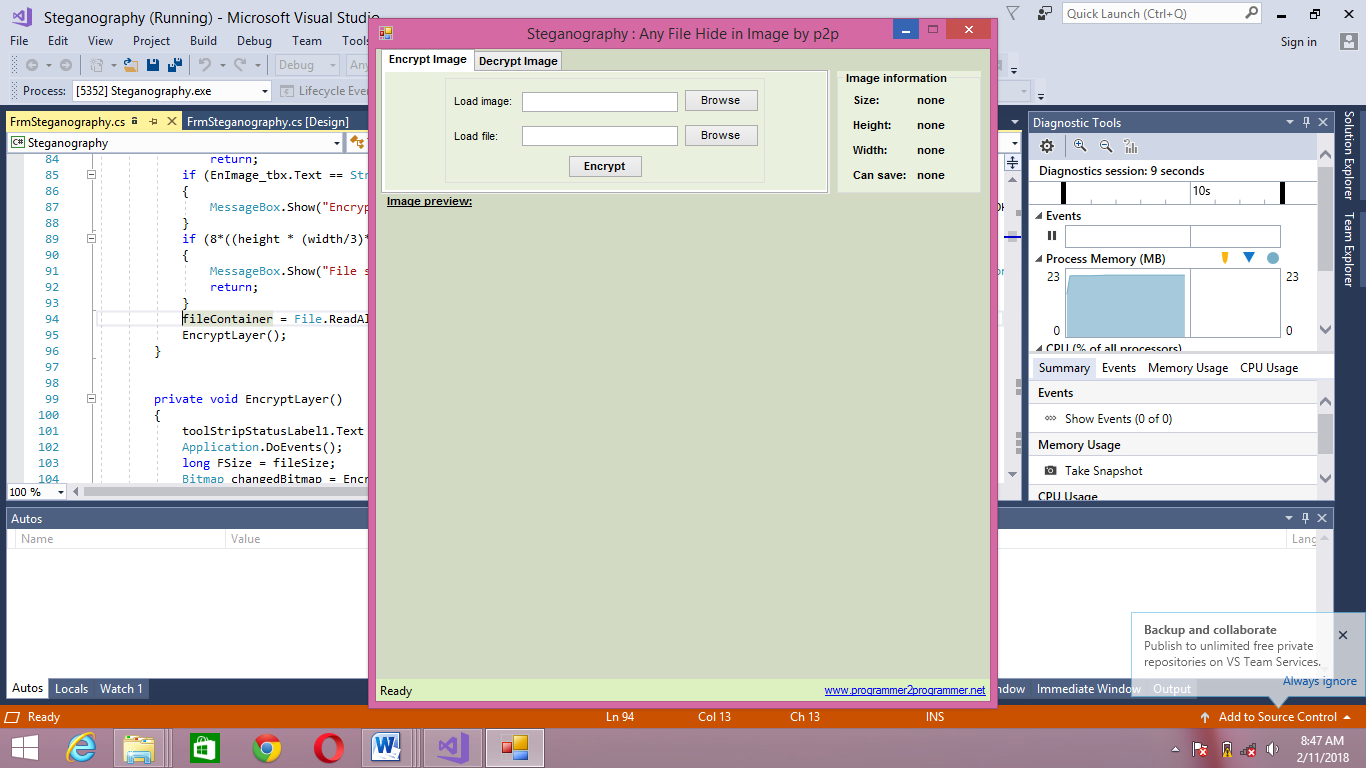 Steganography (Running) - Microsoft Visual Studio
Quick Launch (Ctrl+Q)
File Edit View Project Build Debug Team Tools
Sign in
Debug Any
Process: [5352] Steganography.exe Lifecycle Even
FrmSteganography.cs FrmSteganography.cs [Design]
C# Steganography
84 return;
85 if (EnImage_tbx.Text == Str
86 {
87 MessageBox.Show("Encryp
88 }
89 if (8*((height * (width/3)*
90 {
91 MessageBox.Show("File s
92 return;
93 }
94 fileContainer = File.ReadAl
95 EncryptLayer();
96 }
97
98
99 private void EncryptLayer()
100 {
101 toolStripStatusLabel1.Text
102 Application.DoEvents();
103 long FSize = fileSize;
104 Bitmap changedBitmap = Encr
100 %
Steganography : Any File Hide in Image by p2p
Encrypt Image Decrypt Image
Load image: Browse
Load file: Browse
Encrypt
Image information
Size: none
Height: none
Width: none
Can save: none
Image preview:
Ready www.programmer2programmer.net
Diagnostic Tools
Diagnostics session: 9 seconds
10s
Events
Process Memory (MB)
23 23
0 0
CPU (% of all processors)
Summary Events Memory Usage CPU Usage
Events
Show Events (0 of 0)
Memory Usage
Take Snapshot
CPU Usage
Solution Explorer
Team Explorer
Autos
Name Value Lang
Autos Locals Watch 1
ndow Immediate Window Output
Backup and collaborate
Publish to unlimited free private
repositories on VS Team Services.
Always ignore
Ready Ln 94 Col 13 Ch 13 INS Add to Source Control
8:47 AM
2/11/2018